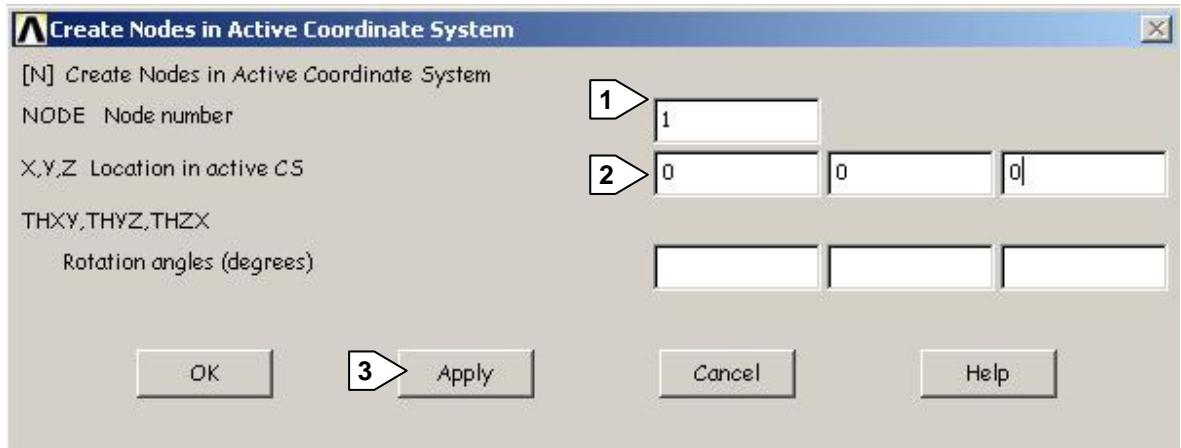 Create Nodes in Active Coordinate System
[N] Create Nodes in Active Coordinate System
NODE Node number
1
1
X,Y,Z Location in active CS
2
0
0
0
THXY,THYZ,THZX
Rotation angles (degrees)
OK
3
Apply
Cancel
Help